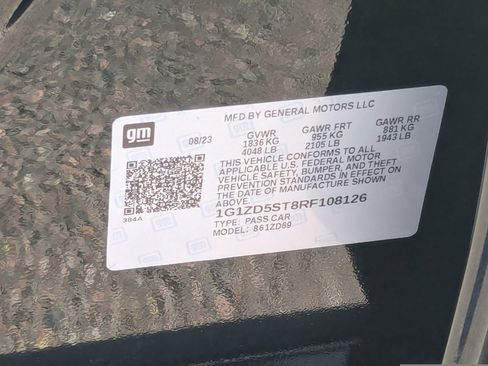 MFD BY GENERAL MOTORS LLC
gm 08/23 GVWR GAWR FRT GAWR RR
1836 KG 955 KG 881 KG
4048 LB 2105 LB 1943 LB
THIS VEHICLE CONFORMS TO ALL
APPLICABLE U.S. FEDERAL MOTOR
VEHICLE SAFETY, BUMPER, AND THEFT
PREVENTION STANDARDS IN EFFECT ON
THE DATE OF MANUFACTURE SHOWN
ABOVE.
1G1ZD5ST8RF108126
384A
TYPE: PASS CAR
MODEL: 861ZD69